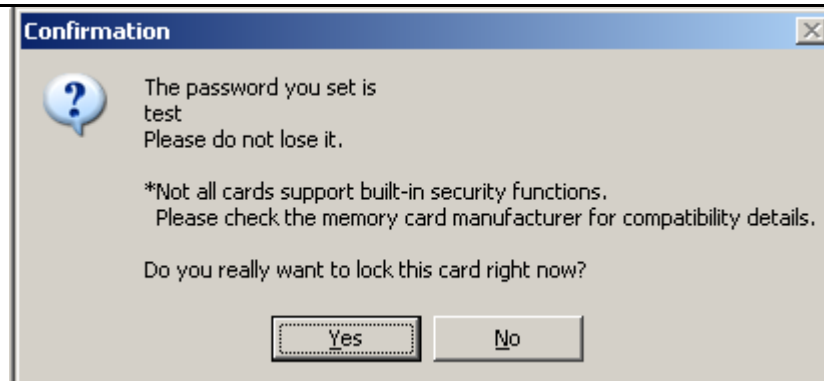 Confirmation
The password you set is
test
Please do not lose it.
*Not all cards support built-in security functions.
Please check the memory card manufacturer for compatibility details.
Do you really want to lock this card right now?
Yes No